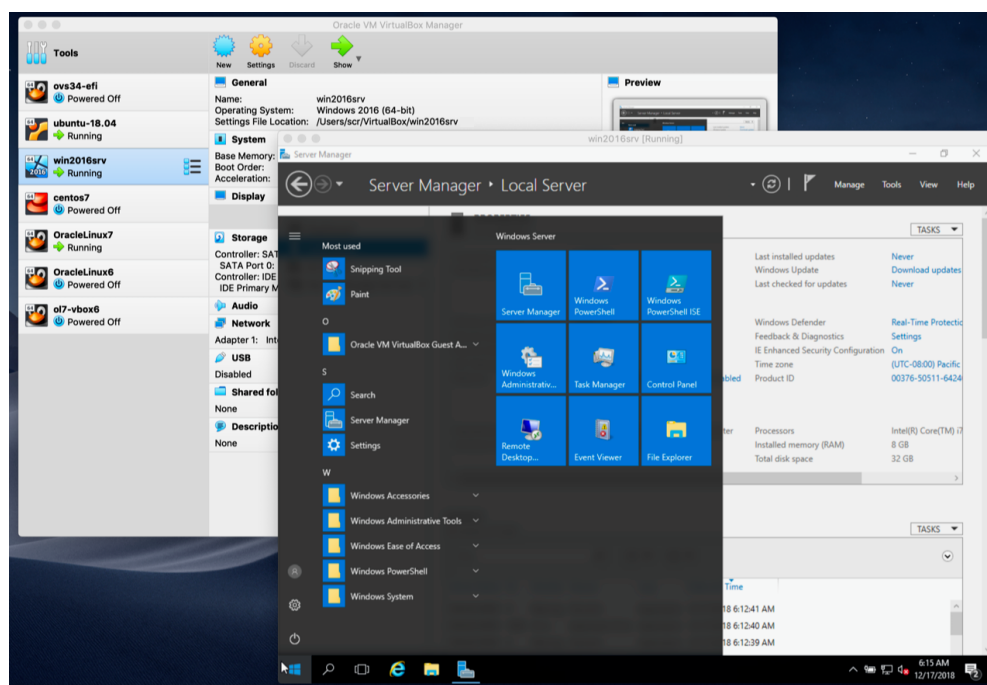 Oracle VM VirtualBox Manager
Tools
New
Settings
Discard
Show
ovs34-efi
Powered Off
ubuntu-18.04
Running
win2016srv
Running
centos7
Powered Off
OracleLinux7
Running
OracleLinux6
Powered Off
ol7-vbox6
Powered Off
General
Name: win2016srv
Operating System: Windows 2016 (64-bit)
Settings File Location: /Users/scr/VirtualBox/win2016srv
System
Base Memory:
Boot Order:
Acceleration:
Display
Storage
Controller: SAT
SATA Port 0:
Controller: IDE
IDE Primary M
Audio
Network
Adapter 1: Int
USB
Disabled
Shared fol
None
Descriptio
None
Preview
win2016srv [Running]
Server Manager
Server Manager ‣ Local Server
Manage Tools View Help
TASKS
Last installed updates Never
Windows Update Download updates
Last checked for updates Never
Windows Defender Real-Time Protectic
Feedback & Diagnostics Settings
IE Enhanced Security Configuration On
Time zone (UTC-08:00) Pacific
abled Product ID 00376-50511-6424
ter Processors Intel(R) Core(TM) i7
Installed memory (RAM) 8 GB
Total disk space 32 GB
TASKS
Time
18 6:12:41 AM
18 6:12:40 AM
18 6:12:39 AM
Most used
Snipping Tool
Paint
O
Oracle VM VirtualBox Guest A...
S
Search
Server Manager
Settings
W
Windows Accessories
Windows Administrative Tools
Windows Ease of Access
Windows PowerShell
Windows System
Windows Server
Server Manager
Windows PowerShell
Windows PowerShell ISE
Windows Administrativ...
Task Manager
Control Panel
Remote Desktop...
Event Viewer
File Explorer
6:15 AM
12/17/2018
2